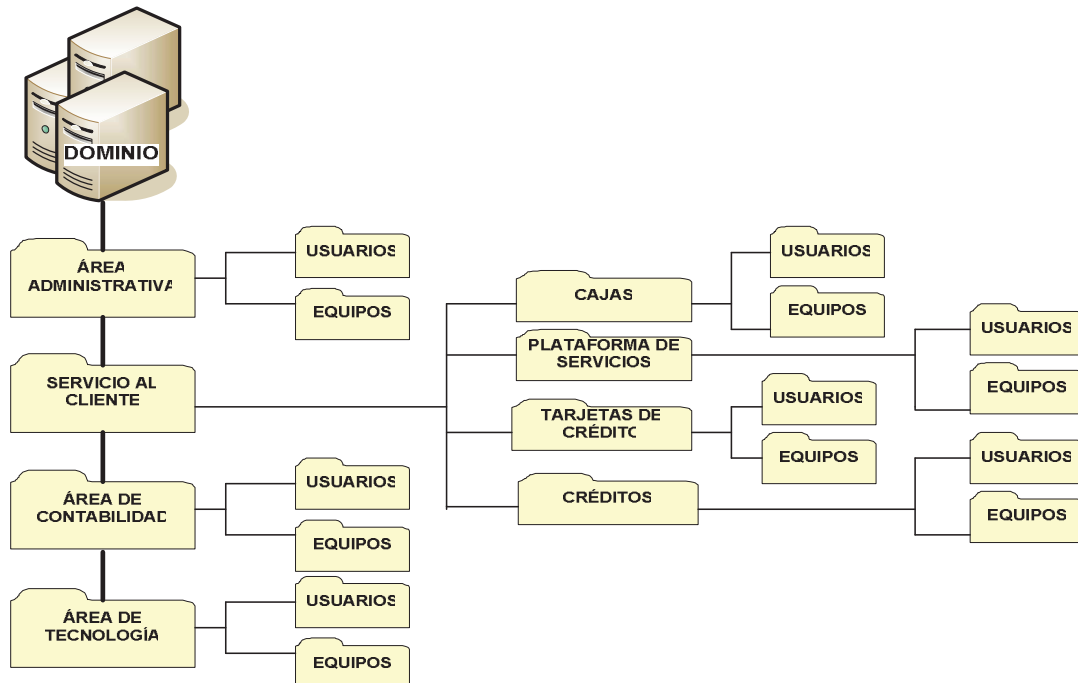 DOMINIO
ÁREA
ADMINISTRATIVA
USUARIOS
EQUIPOS
SERVICIO AL
CLIENTE
CAJAS
USUARIOS
EQUIPOS
PLATAFORMA DE
SERVICIOS
USUARIOS
EQUIPOS
TARJETAS DE
CRÉDITO
USUARIOS
EQUIPOS
CRÉDITOS
USUARIOS
EQUIPOS
ÁREA DE
CONTABILIDAD
USUARIOS
EQUIPOS
ÁREA DE
TECNOLOGÍA
USUARIOS
EQUIPOS